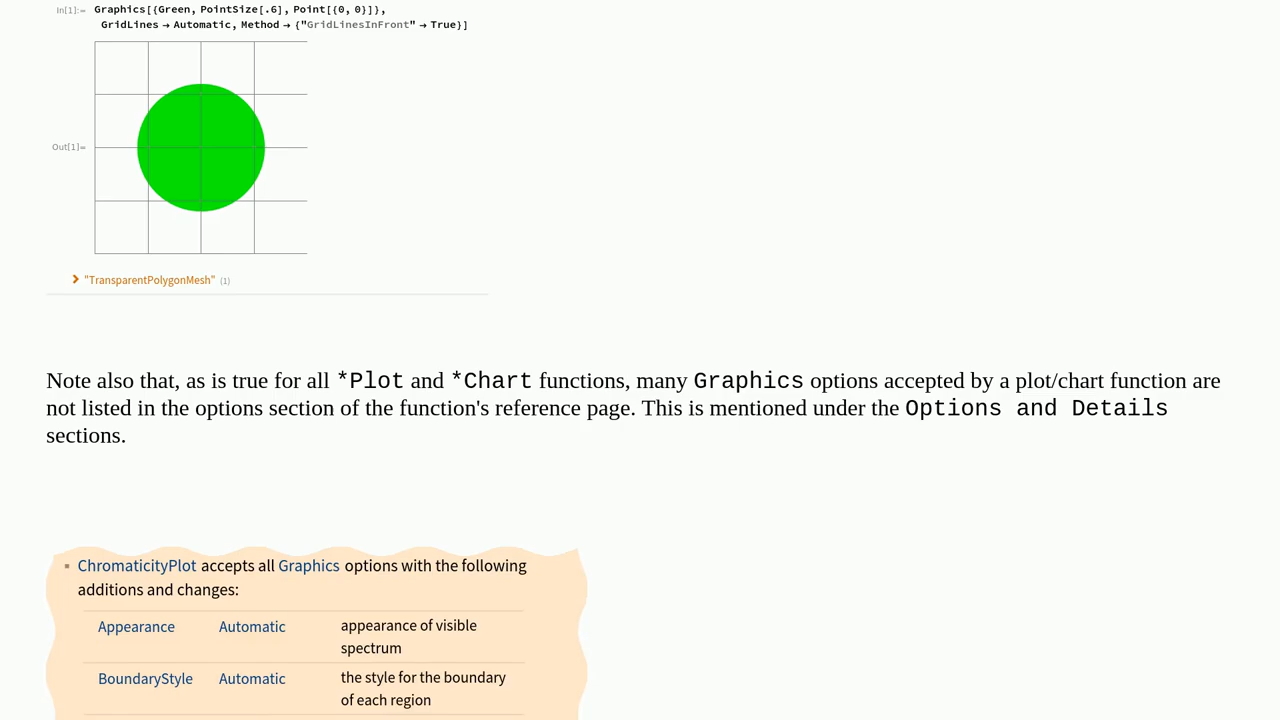 In[1]:= Graphics[{Green, PointSize[.6], Point[{0, 0}]},
GridLines → Automatic, Method → {"GridLinesInFront" → True}]
Out[1]=
"TransparentPolygonMesh" (1)
Note also that, as is true for all *Plot and *Chart functions, many Graphics options accepted by a plot/chart function are
not listed in the options section of the function's reference page. This is mentioned under the Options and Details
sections.
▪ ChromaticityPlot accepts all Graphics options with the following
additions and changes:
Appearance Automatic appearance of visible
spectrum
BoundaryStyle Automatic the style for the boundary
of each region